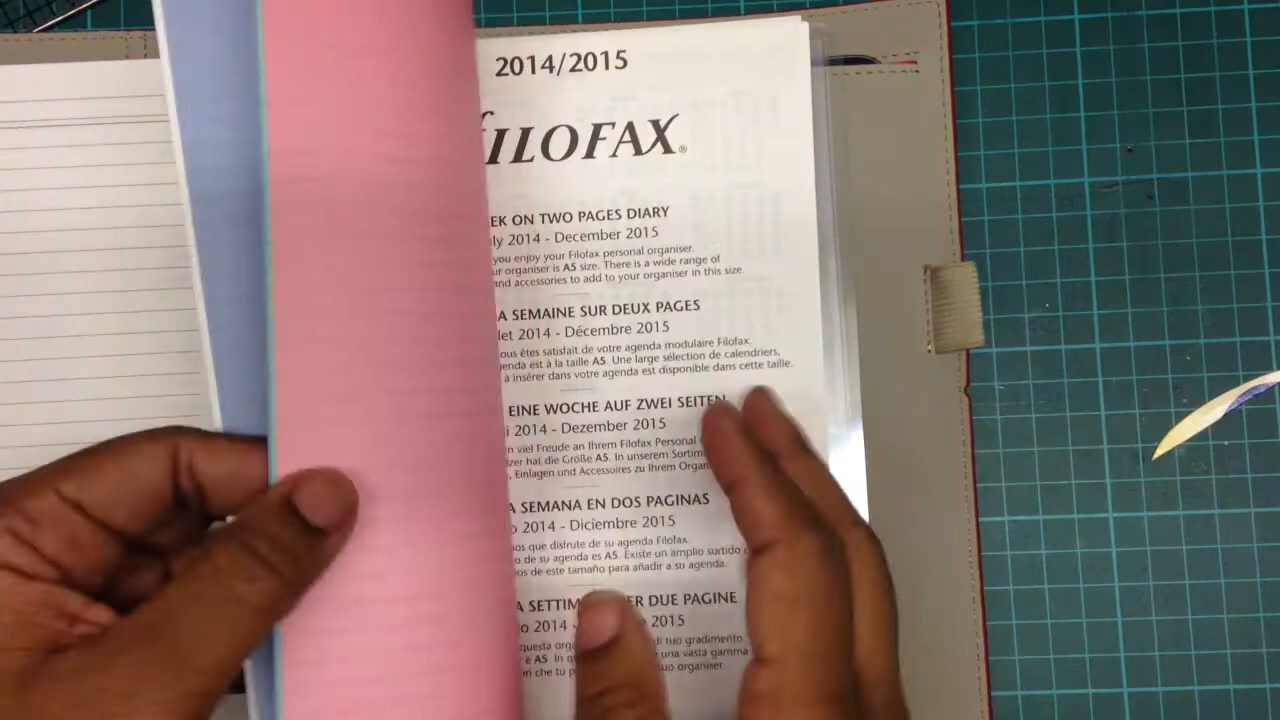 2014/2015
FILOFAX®
EK ON TWO PAGES DIARY
ly 2014 - December 2015
you enjoy your Filofax personal organiser.
ur organiser is A5 size. There is a wide range of
and accessories to add to your organiser in this size.
A SEMAINE SUR DEUX PAGES
let 2014 - Décembre 2015
ous êtes satisfait de votre agenda modulaire Filofax.
enda est à la taille A5. Une large sélection de calendriers,
à insérer dans votre agenda est disponible dans cette taille.
EINE WOCHE AUF ZWEI SEITEN
i 2014 - Dezember 2015
n viel Freude an Ihrem Filofax Personal
zer hat die Größe A5. In unserem Sortim
, Einlagen und Accessoires zu Ihrem Organ
A SEMANA EN DOS PAGINAS
o 2014 - Diciembre 2015
os que disfrute de su agenda Filofax.
o de su agenda es A5. Existe un amplio surtido
ios de este tamaño para añadir a su agenda.
A SETTIM ER DUE PAGINE
o 2014 - e 2015
questa orga di tuo gradimento
è A5 In q una vasta gamma
n che tu p uo organiser